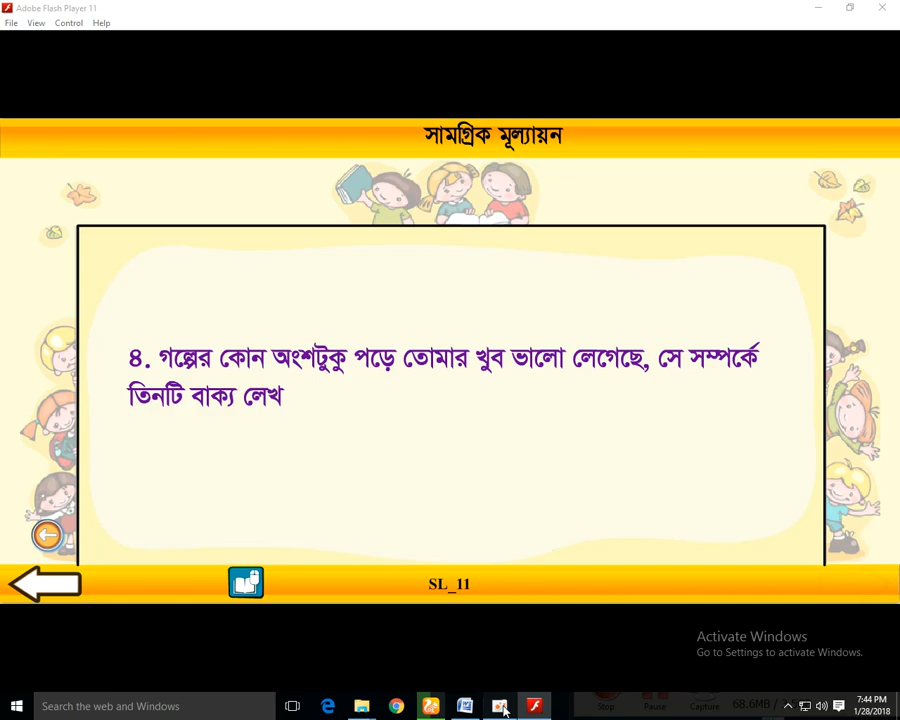 Adobe Flash Player 11
File View Control Help
সামগ্রিক মূল্যায়ন
৪. গল্পের কোন অংশটুকু পড়ে তোমার খুব ভালো লেগেছে, সে সম্পর্কে
তিনটি বাক্য লেখ
SL_11
Activate Windows
Go to Settings to activate Windows.
Search the web and Windows
Stop Pause Capture
7:44 PM
1/28/2018